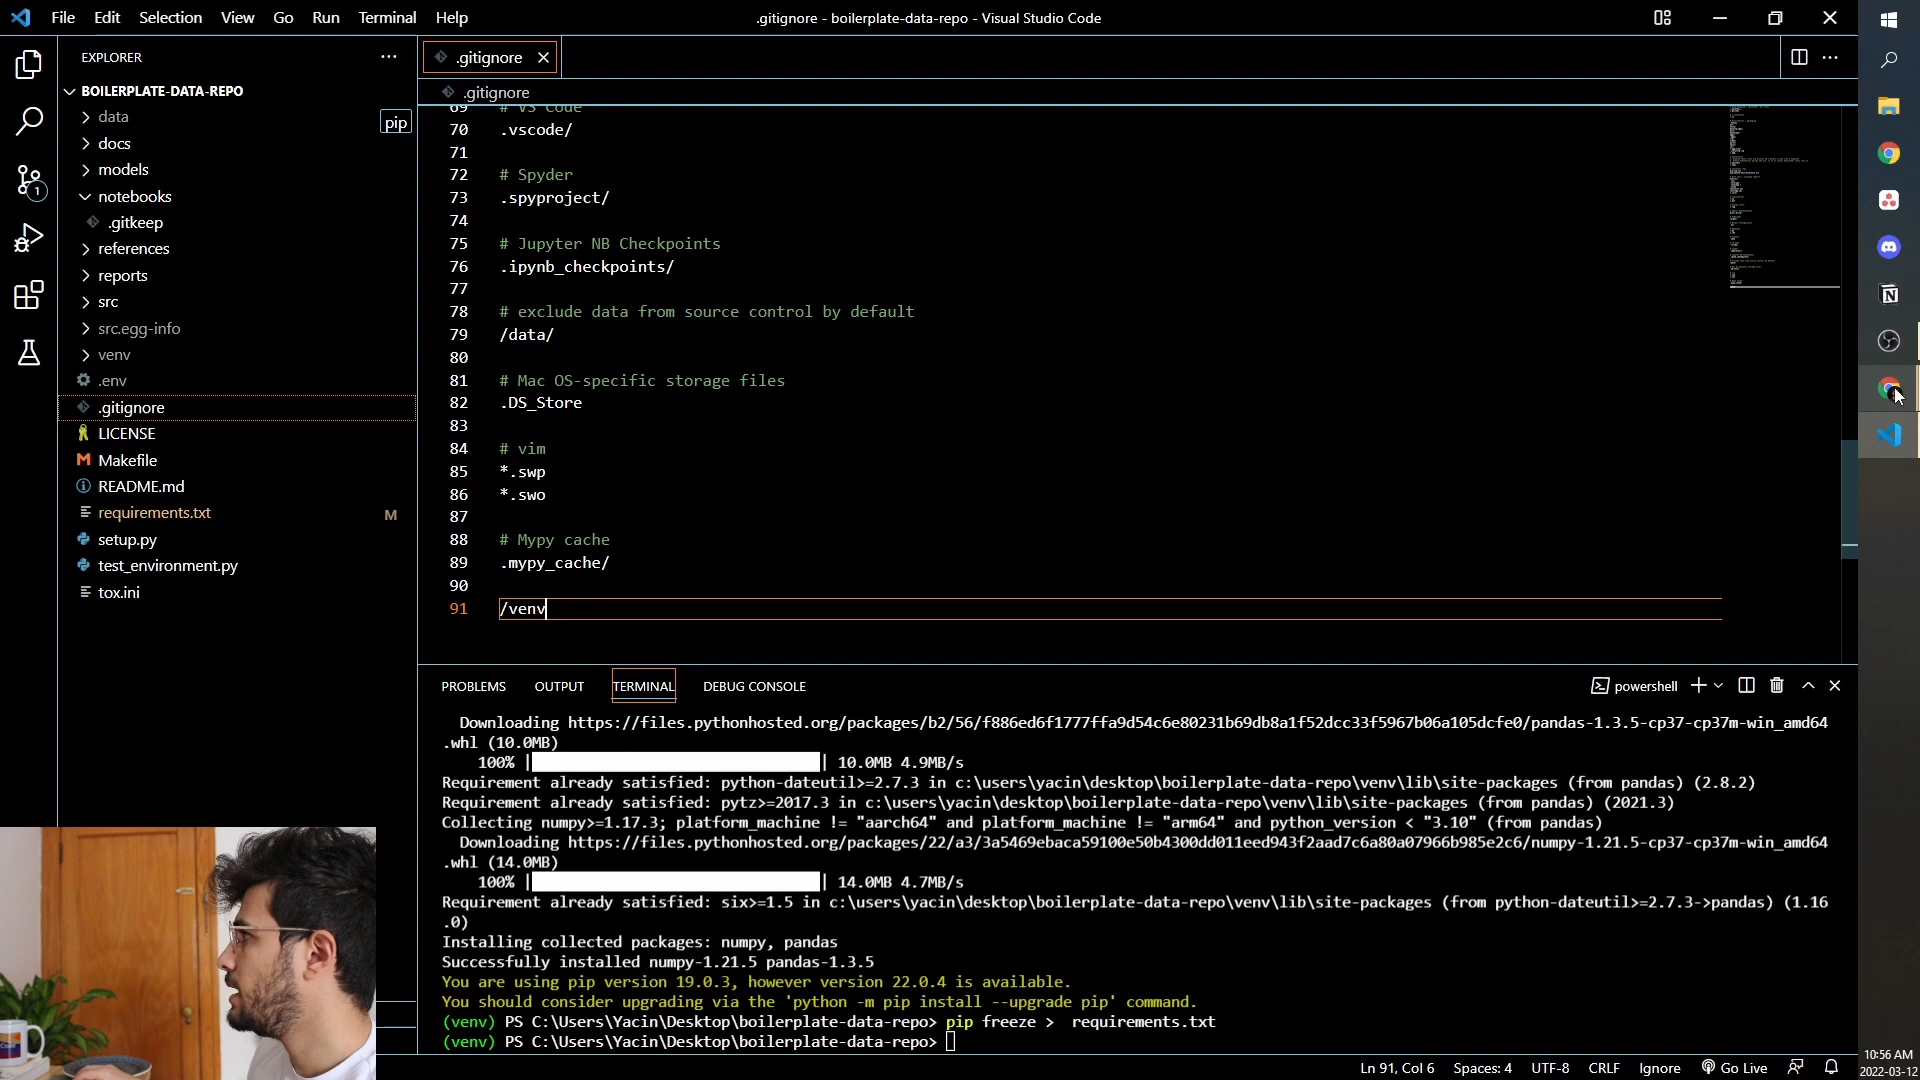 File Edit Selection View Go Run Terminal Help
.gitignore - boilerplate-data-repo - Visual Studio Code
EXPLORER
BOILERPLATE-DATA-REPO
data
pip
docs
models
notebooks
.gitkeep
references
reports
src
src.egg-info
venv
.env
.gitignore
LICENSE
Makefile
README.md
requirements.txt M
setup.py
test_environment.py
tox.ini
1
.gitignore
.gitignore
69 # VS Code
70 .vscode/
71
72 # Spyder
73 .spyproject/
74
75 # Jupyter NB Checkpoints
76 .ipynb_checkpoints/
77
78 # exclude data from source control by default
79 /data/
80
81 # Mac OS-specific storage files
82 .DS_Store
83
84 # vim
85 *.swp
86 *.swo
87
88 # Mypy cache
89 .mypy_cache/
90
91 /venv
PROBLEMS OUTPUT TERMINAL DEBUG CONSOLE
powershell
Downloading https://files.pythonhosted.org/packages/b2/56/f886ed6f1777ffa9d54c6e80231b69db8a1f52dcc33f5967b06a105dcfe0/pandas-1.3.5-cp37-cp37m-win_amd64
.whl (10.0MB)
100% | | 10.0MB 4.9MB/s
Requirement already satisfied: python-dateutil>=2.7.3 in c:\users\yacin\desktop\boilerplate-data-repo\venv\lib\site-packages (from pandas) (2.8.2)
Requirement already satisfied: pytz>=2017.3 in c:\users\yacin\desktop\boilerplate-data-repo\venv\lib\site-packages (from pandas) (2021.3)
Collecting numpy>=1.17.3; platform_machine != "aarch64" and platform_machine != "arm64" and python_version < "3.10" (from pandas)
Downloading https://files.pythonhosted.org/packages/22/a3/3a5469ebaca59100e50b4300dd011eed943f2aad7c6a80a07966b985e2c6/numpy-1.21.5-cp37-cp37m-win_amd64
.whl (14.0MB)
100% | | 14.0MB 4.7MB/s
Requirement already satisfied: six>=1.5 in c:\users\yacin\desktop\boilerplate-data-repo\venv\lib\site-packages (from python-dateutil>=2.7.3->pandas) (1.16
.0)
Installing collected packages: numpy, pandas
Successfully installed numpy-1.21.5 pandas-1.3.5
You are using pip version 19.0.3, however version 22.0.4 is available.
You should consider upgrading via the 'python -m pip install --upgrade pip' command.
(venv) PS C:\Users\Yacin\Desktop\boilerplate-data-repo> pip freeze > requirements.txt
(venv) PS C:\Users\Yacin\Desktop\boilerplate-data-repo>
Ln 91, Col 6 Spaces: 4 UTF-8 CRLF Ignore Go Live
10:56 AM
2022-03-12